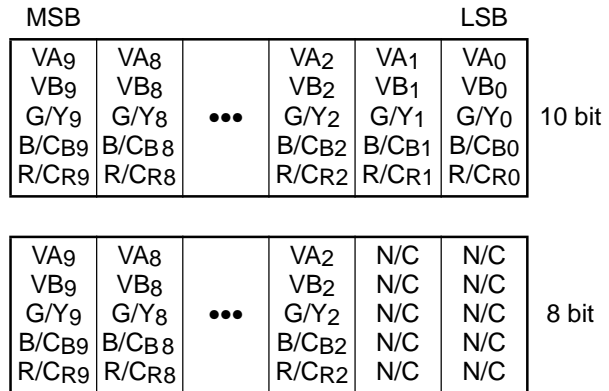 MSB LSB
VA9 VA8 VA2 VA1 VA0
VB9 VB8 VB2 VB1 VB0
G/Y9 G/Y8 ••• G/Y2 G/Y1 G/Y0 10 bit
B/CB9 B/CB8 B/CB2 B/CB1 B/CB0
R/CR9 R/CR8 R/CR2 R/CR1 R/CR0
VA9 VA8 VA2 N/C N/C
VB9 VB8 VB2 N/C N/C
G/Y9 G/Y8 ••• G/Y2 N/C N/C 8 bit
B/CB9 B/CB8 B/CB2 N/C N/C
R/CR9 R/CR8 R/CR2 N/C N/C